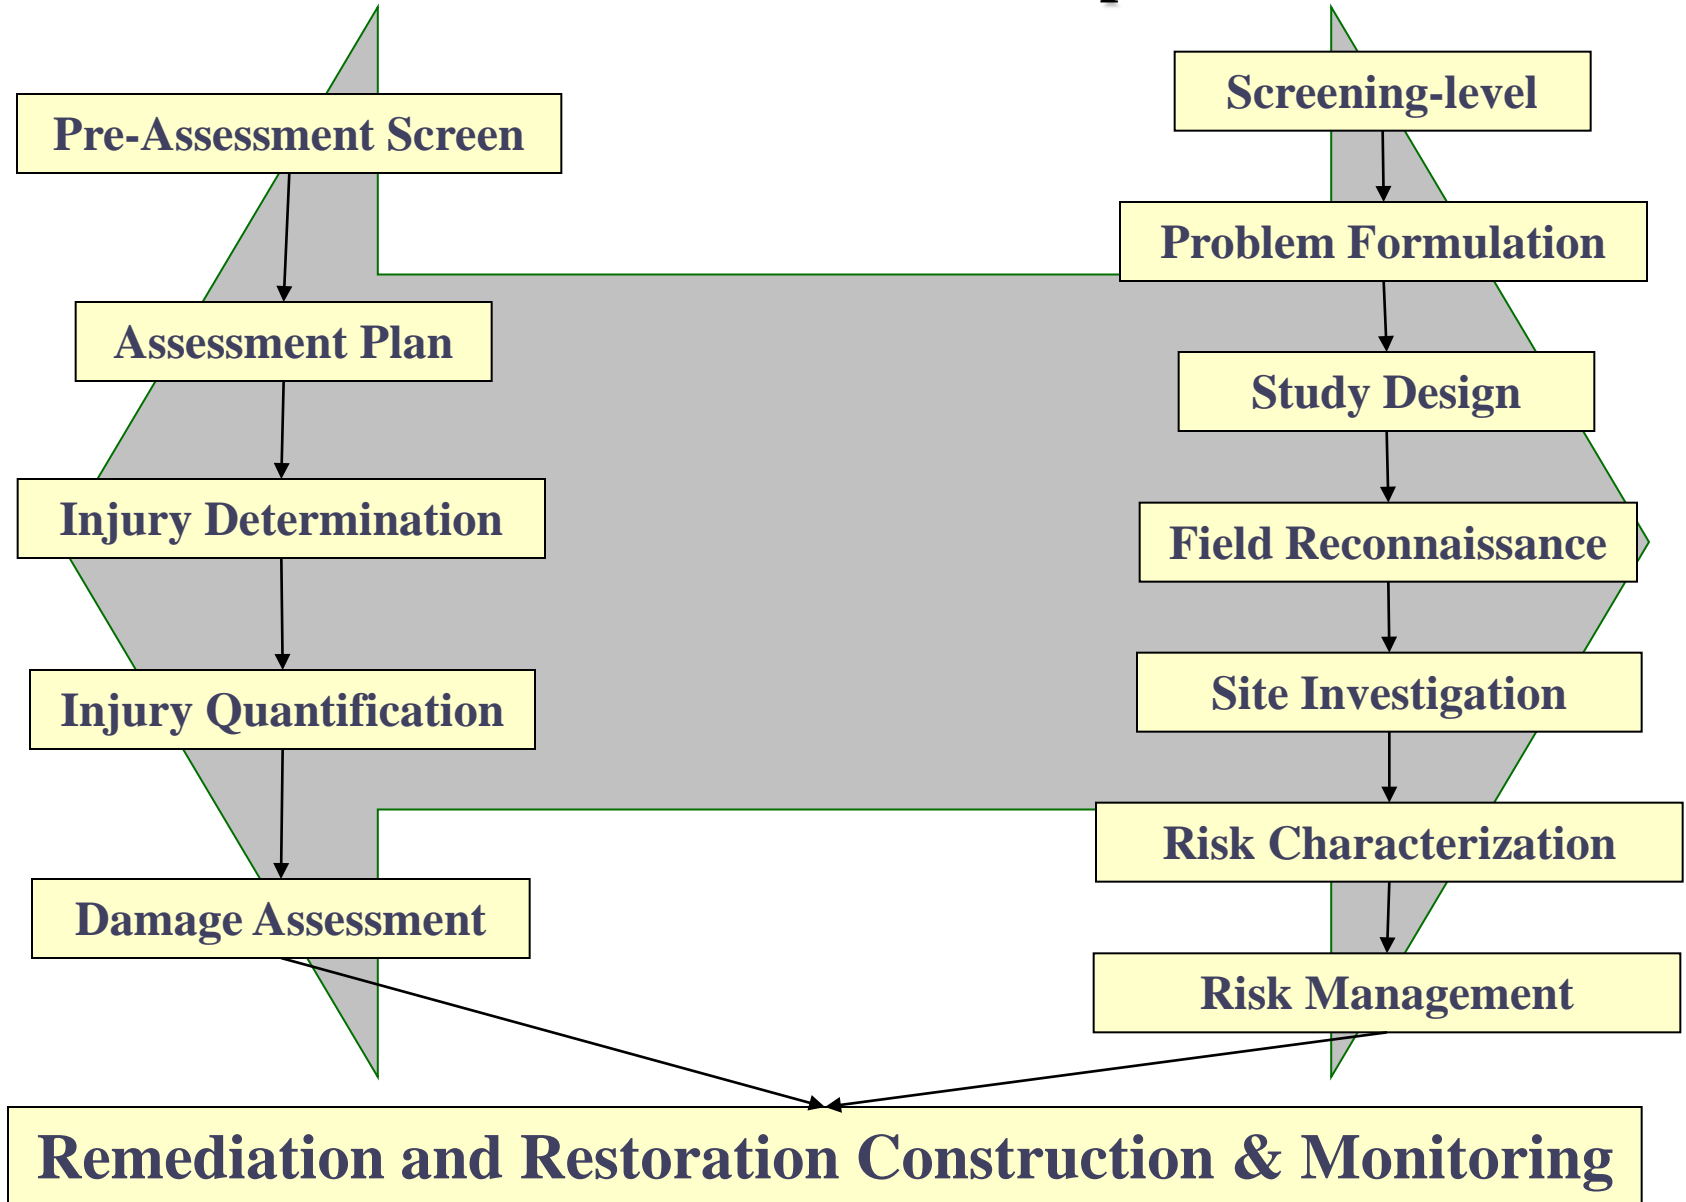 Pre-Assessment Screen
Assessment Plan
Injury Determination
Injury Quantification
Damage Assessment
Screening-level
Problem Formulation
Study Design
Field Reconnaissance
Site Investigation
Risk Characterization
Risk Management
Remediation and Restoration Construction & Monitoring